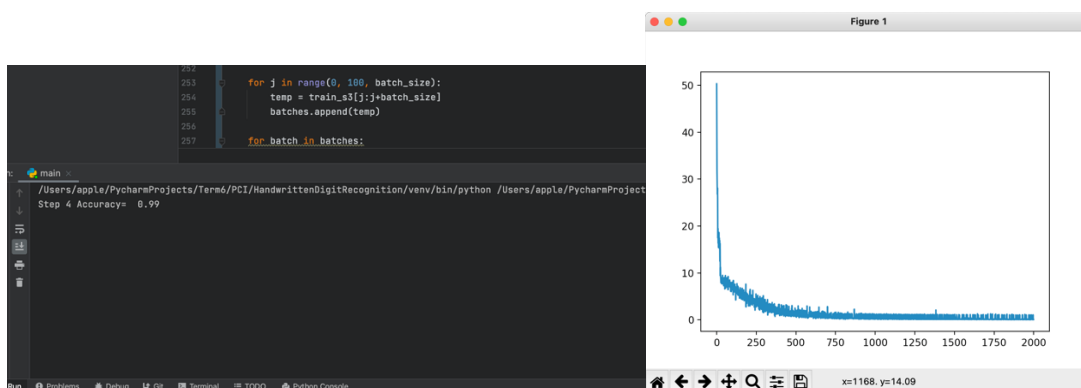 Figure 1
252
253 for j in range(0, 100, batch_size):
254 temp = train_s3[j:j+batch_size]
255 batches.append(temp)
256
257 for batch in batches:
main ×
/Users/apple/PycharmProjects/Term6/PCI/HandwrittenDigitRecognition/venv/bin/python /Users/apple/PycharmProject
Step 4 Accuracy= 0.99
50
40
30
20
10
0
0 250 500 750 1000 1250 1500 1750 2000
Run Problems Debug Git Terminal TODO Python Console
x=1168. y=14.09